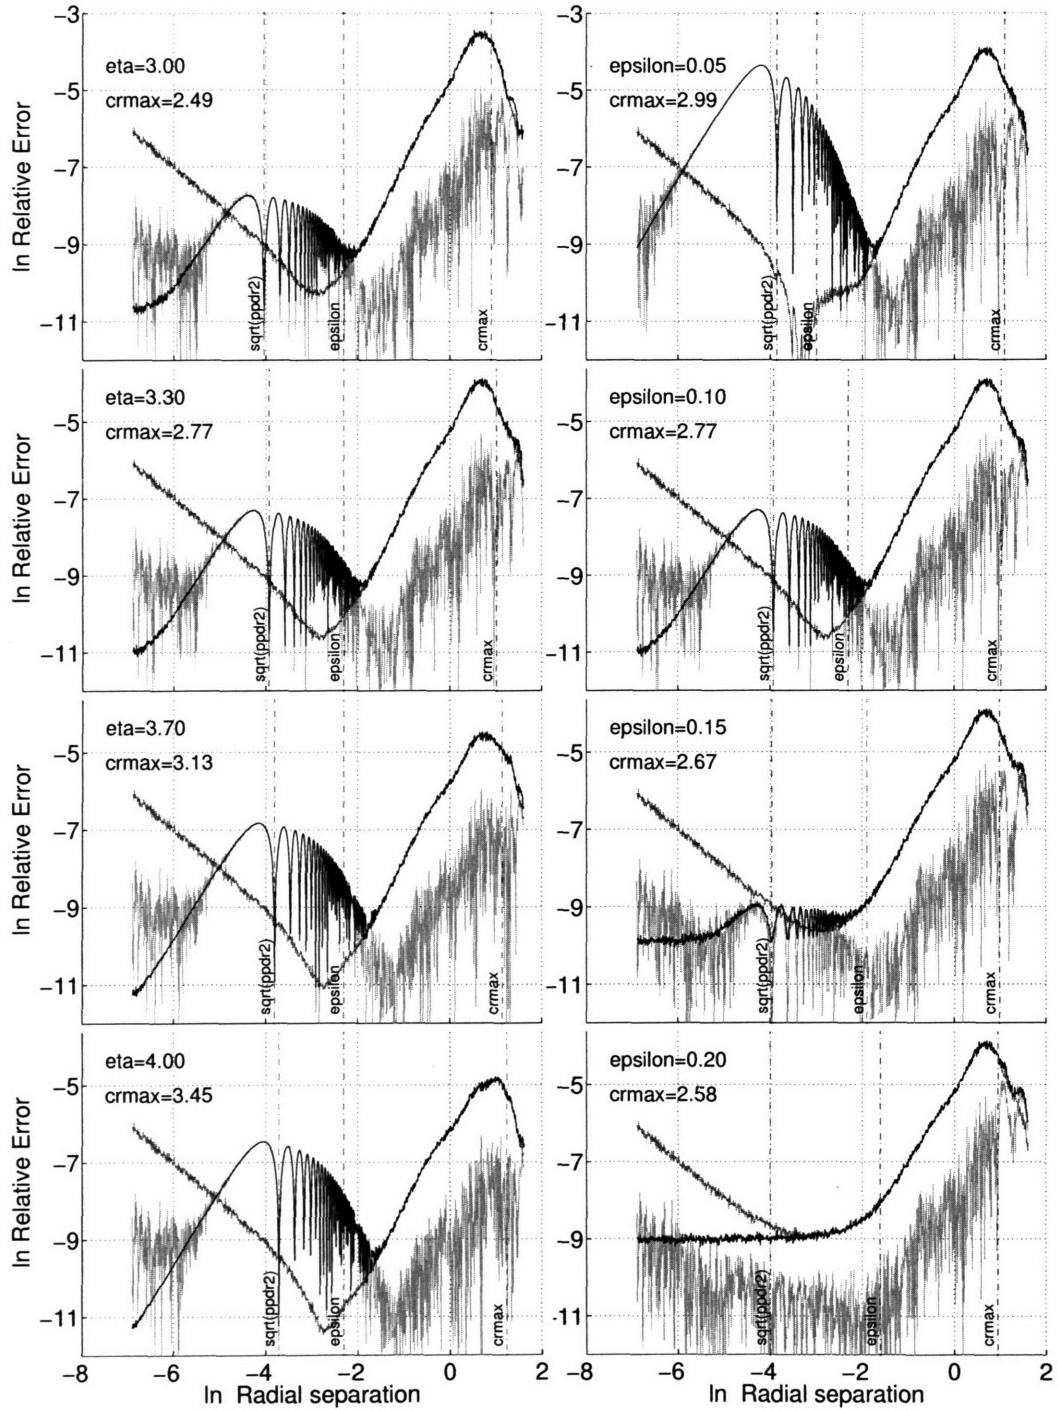 −3
−5
−7
−9
−11
ln Relative Error
eta=3.00
crmax=2.49
sqrt(ppdr2)
epsilon
crmax
−3
−5
−7
−9
−11
epsilon=0.05
crmax=2.99
sqrt(ppdr2)
epsilon
crmax
−5
−7
−9
−11
ln Relative Error
eta=3.30
crmax=2.77
sqrt(ppdr2)
epsilon
crmax
−5
−7
−9
−11
epsilon=0.10
crmax=2.77
sqrt(ppdr2)
epsilon
crmax
−5
−7
−9
−11
ln Relative Error
eta=3.70
crmax=3.13
sqrt(ppdr2)
epsilon
crmax
−5
−7
−9
−11
epsilon=0.15
crmax=2.67
sqrt(ppdr2)
epsilon
crmax
−5
−7
−9
−11
ln Relative Error
eta=4.00
crmax=3.45
sqrt(ppdr2)
epsilon
crmax
−8 −6 −4 −2 0 2
ln Radial separation
−5
−7
−9
-11
epsilon=0.20
crmax=2.58
sqrt(ppdr2)
epsilon
crmax
−8 −6 −4 −2 0 2
ln Radial separation